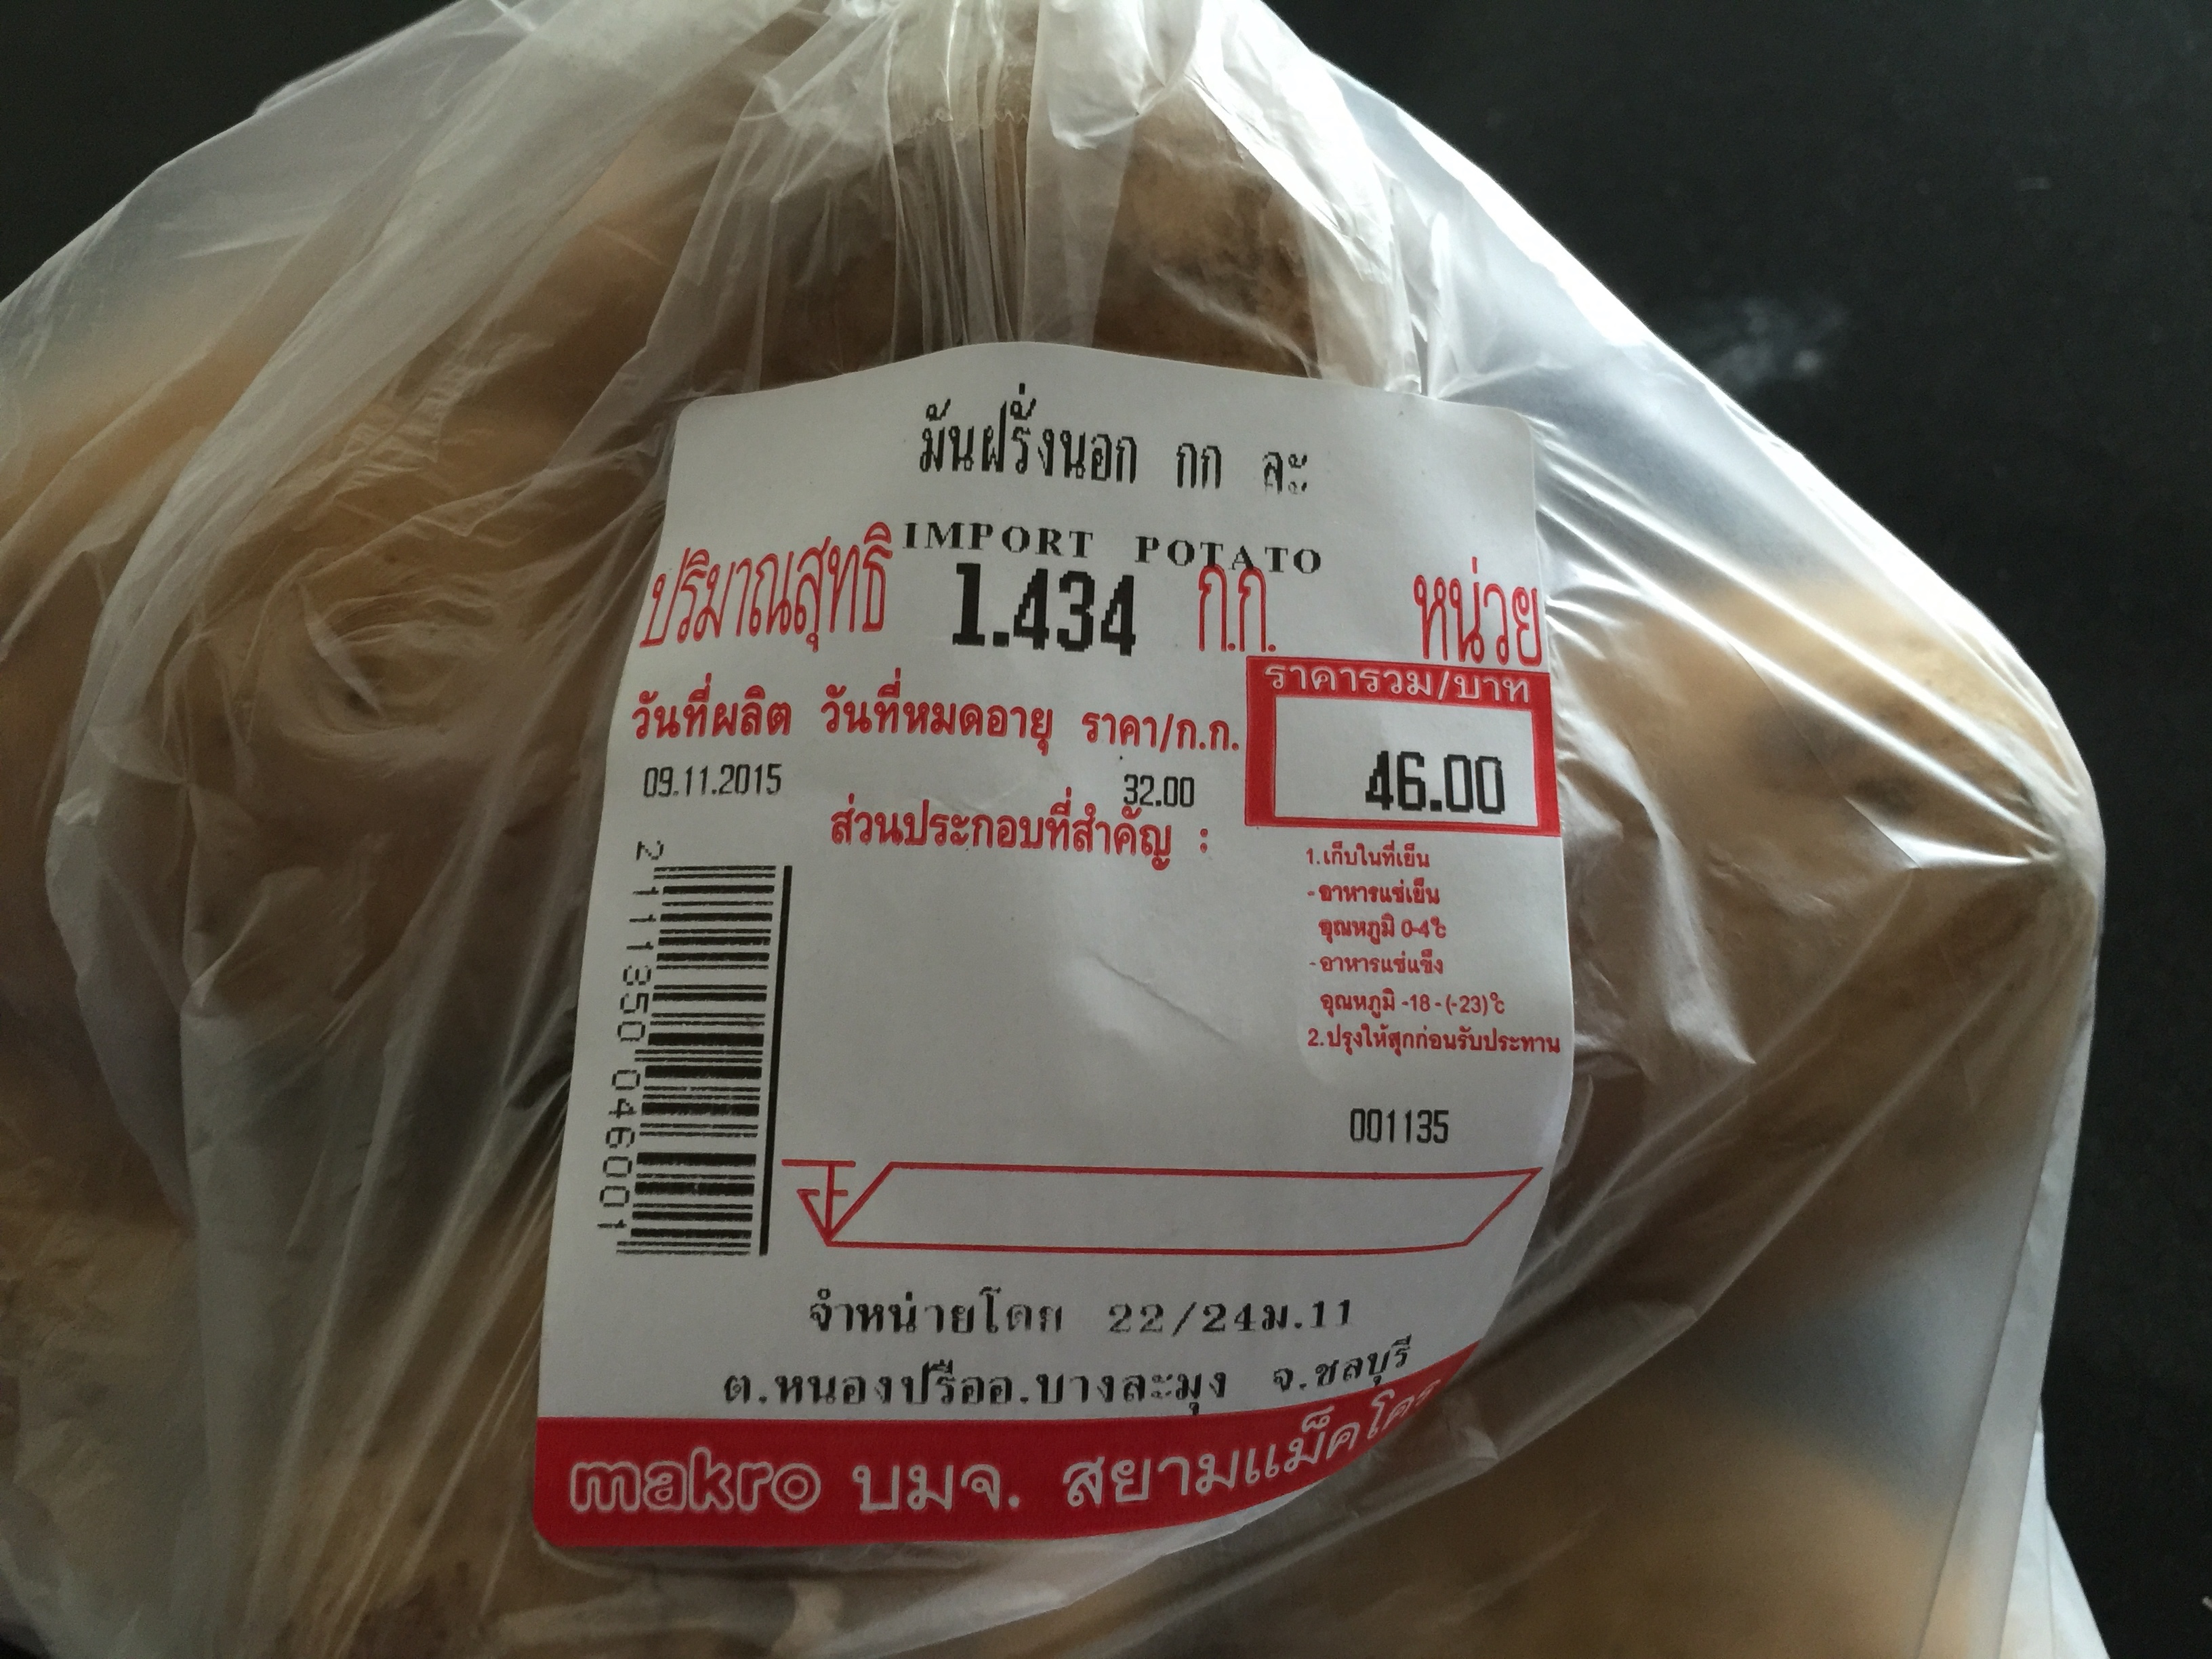 มันฝรั่งนอก กก ละ
IMPORT POTATO
ปริมาณสุทธิ 1.434 ก.ก. หน่วย
วันที่ผลิต วันที่หมดอายุ ราคา/ก.ก. ราคารวม/บาท
09.11.2015 32.00 46.00
ส่วนประกอบที่สำคัญ :
1.เก็บในที่เย็น
-อาหารแช่เย็น
อุณหภูมิ 0-4°c
-อาหารแช่แข็ง
อุณหภูมิ -18-(-23)°c
2.ปรุงให้สุกก่อนรับประทาน
2111350046001
001135
จำหน่ายโดย 22/24ม.11
ต.หนองปรือ อ.บางละมุง จ.ชลบุรี
makro บมจ. สยามแม็คโคร